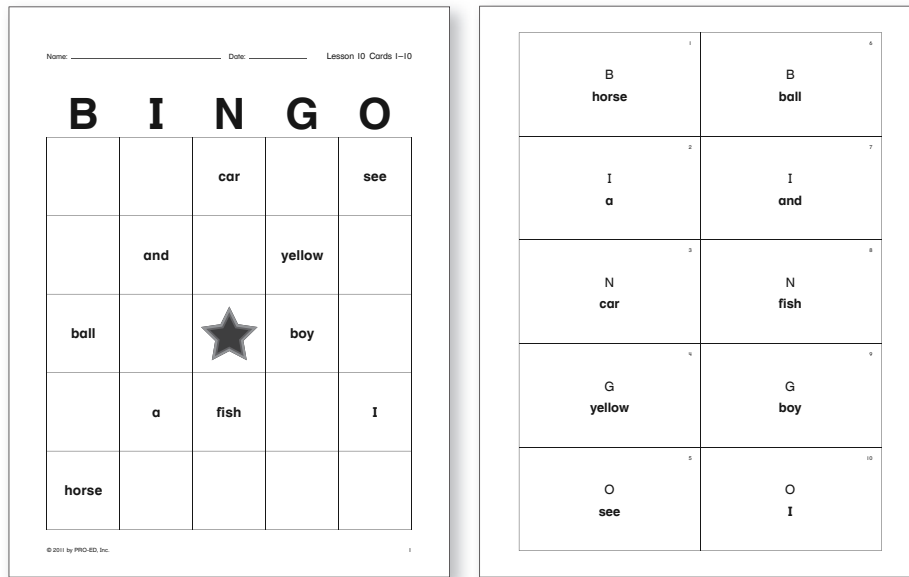 Name: Date: Lesson 10 Cards 1–10
B I N G O
car see
and yellow
ball boy
a fish I
horse
© 2011 by PRO-ED, Inc. 1
1
B
horse
6
B
ball
2
I
a
7
I
and
3
N
car
8
N
fish
4
G
yellow
9
G
boy
5
O
see
10
O
I